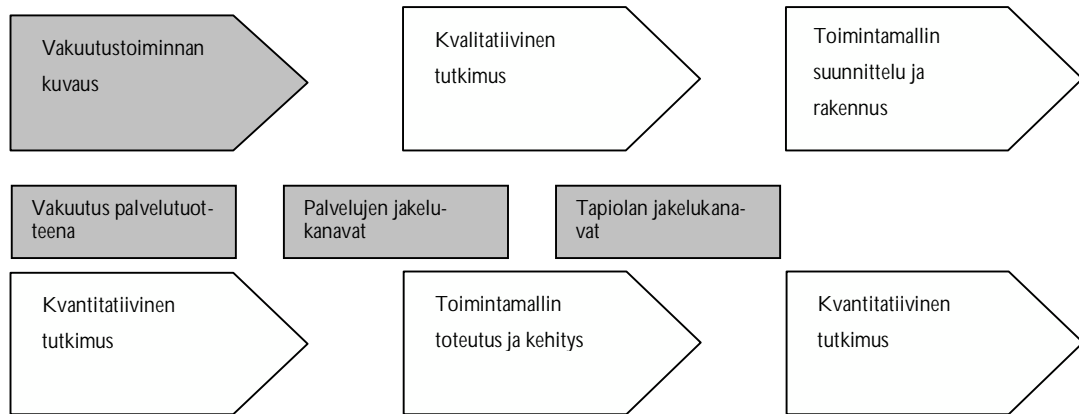 Vakuutustoiminnan
kuvaus
Kvalitatiivinen
tutkimus
Toimintamallin
suunnittelu ja
rakennus
Vakuutus palvelutuot-
teena
Palvelujen jakelu-
kanavat
Tapiolan jakelukana-
vat
Kvantitatiivinen
tutkimus
Toimintamallin
toteutus ja kehitys
Kvantitatiivinen
tutkimus